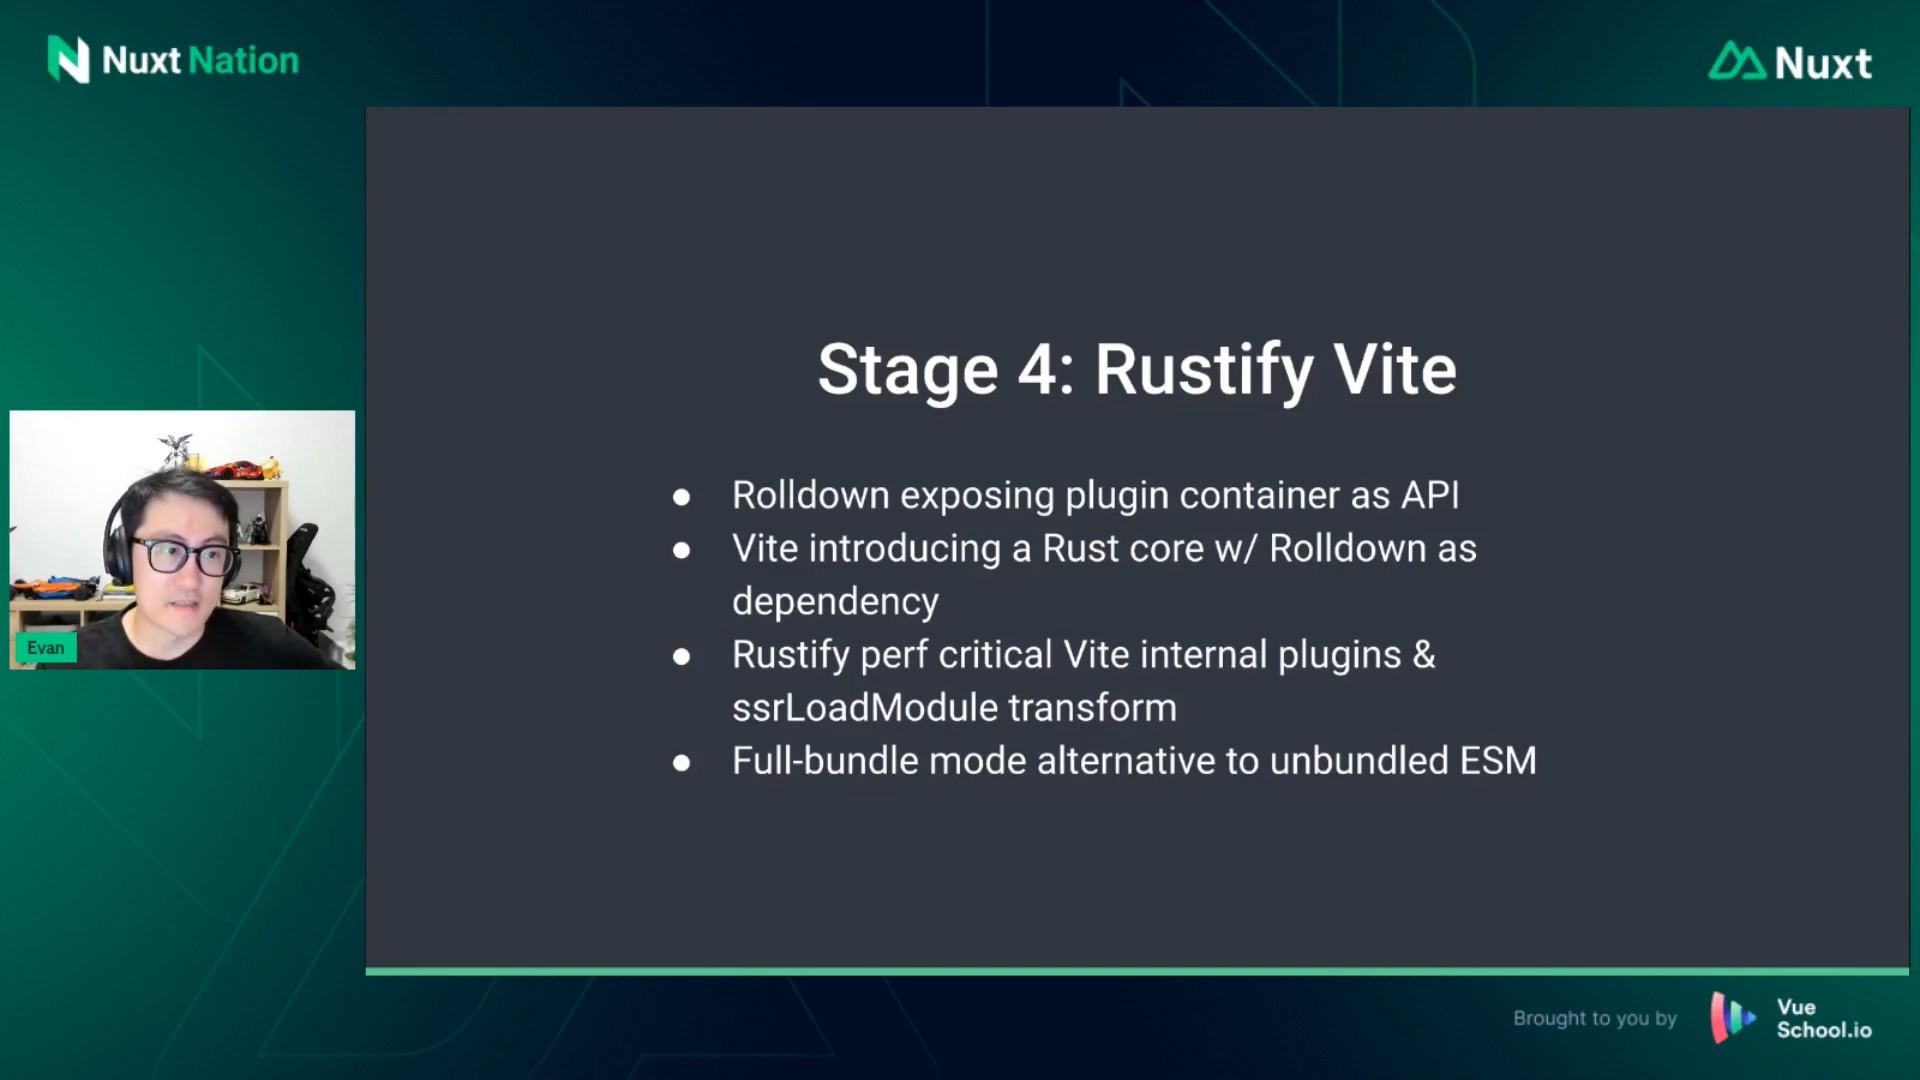 Nuxt Nation
Nuxt
Stage 4: Rustify Vite
● Rolldown exposing plugin container as API
● Vite introducing a Rust core w/ Rolldown as
dependency
● Rustify perf critical Vite internal plugins &
ssrLoadModule transform
● Full-bundle mode alternative to unbundled ESM
Evan
Brought to you by
Vue
School.io